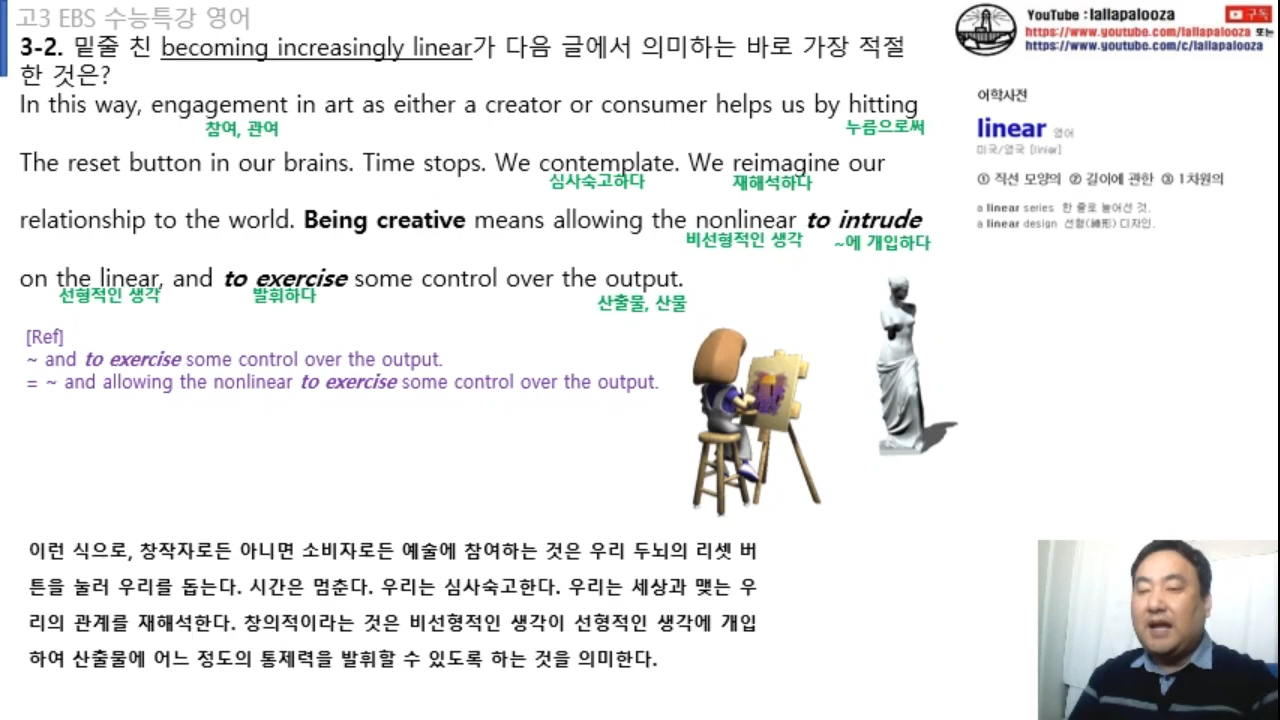 고3 EBS 수능특강 영어
3-2. 밑줄 친 becoming increasingly linear가 다음 글에서 의미하는 바로 가장 적절
한 것은?
In this way, engagement in art as either a creator or consumer helps us by hitting
참여, 관여
누름으로써
The reset button in our brains. Time stops. We contemplate. We reimagine our
심사숙고하다
재해석하다
relationship to the world. Being creative means allowing the nonlinear to intrude
비선형적인 생각
~에 개입하다
on the linear, and to exercise some control over the output.
선형적인 생각
발휘하다
산출물, 산물
[Ref]
~ and to exercise some control over the output.
= ~ and allowing the nonlinear to exercise some control over the output.
이런 식으로, 창작자로든 아니면 소비자로든 예술에 참여하는 것은 우리 두뇌의 리셋 버
튼을 눌러 우리를 돕는다. 시간은 멈춘다. 우리는 심사숙고한다. 우리는 세상과 맺는 우
리의 관계를 재해석한다. 창의적이라는 것은 비선형적인 생각이 선형적인 생각에 개입
하여 산출물에 어느 정도의 통제력을 발휘할 수 있도록 하는 것을 의미한다.
YouTube : lallapalooza
구독
https://www.youtube.com/lallapalooza 또는
https://www.youtube.com/c/lallapalooza
어학사전
linear 영어
미국/영국 [líniər]
① 직선 모양의 ② 길이에 관한 ③ 1차원의
a linear series 한 줄로 늘어선 것.
a linear design 선형(線形) 디자인.